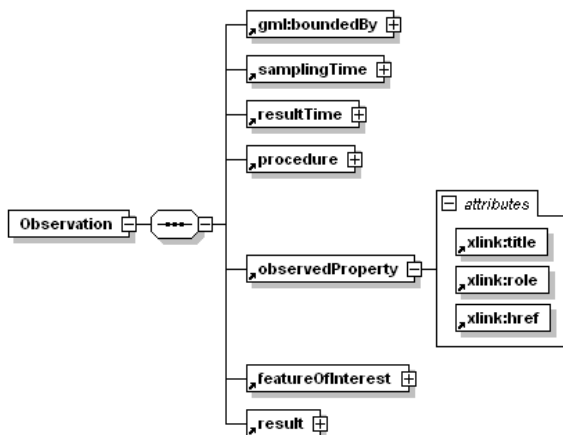 gml:boundedBy
samplingTime
resultTime
procedure
Observation
observedProperty
attributes
xlink:title
xlink:role
xlink:href
featureOfInterest
result